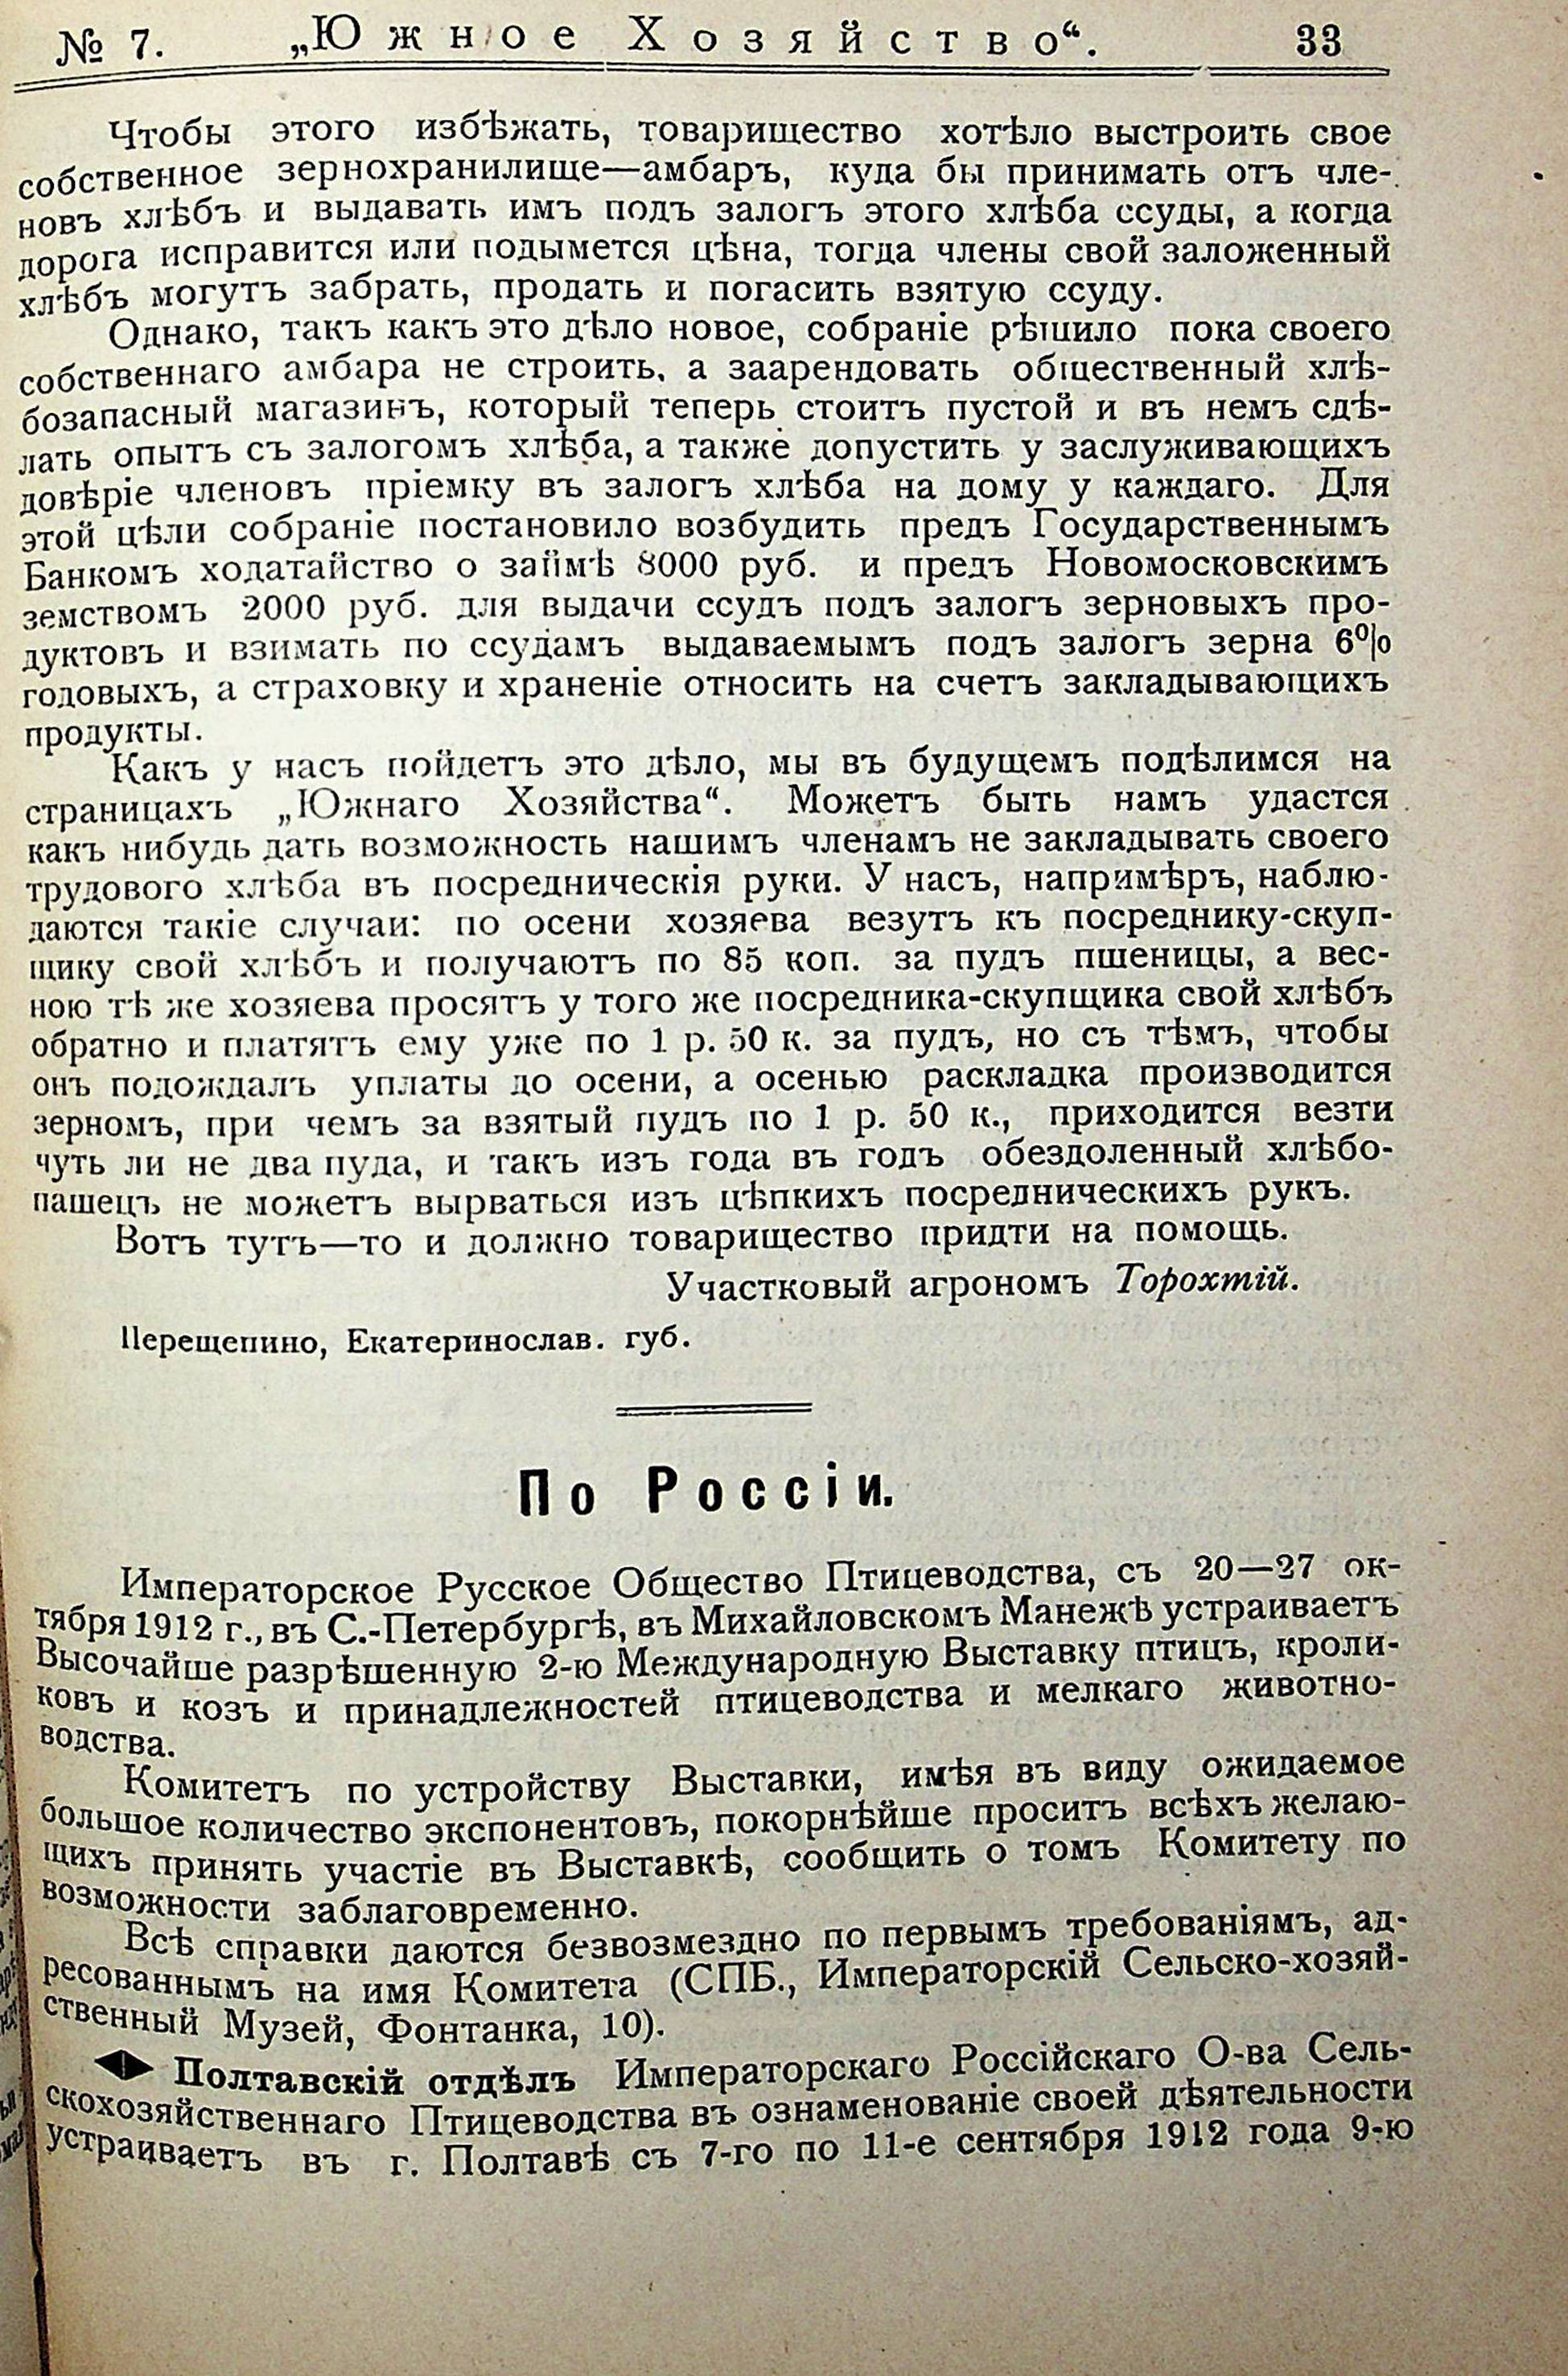 № 7. „Южное Хозяйство“. 33
Чтобы этого избѣжать, товарищество хотѣло выстроить свое
собственное зернохранилище—амбаръ, куда бы принимать отъ чле-
новъ хлѣбъ и выдавать имъ подъ залогъ этого хлѣба ссуды, а когда
дорога исправится или подымется цѣна, тогда члены свой заложенный
хлѣбъ могутъ забрать, продать и погасить взятую ссуду.
Однако, такъ какъ это дѣло новое, собраніе рѣшило пока своего
собственнаго амбара не строить, а заарендовать общественный хлѣ-
бозапасный магазинъ, который теперь стоитъ пустой и въ немъ сдѣ-
лать опытъ съ залогомъ хлѣба, а также допустить у заслуживающихъ
довѣріе членовъ пріемку въ залогъ хлѣба на дому у каждаго. Для
этой цѣли собраніе постановило возбудить предъ Государственнымъ
Банкомъ ходатайство о займѣ 8000 руб. и предъ Новомосковскимъ
земствомъ 2000 руб. для выдачи ссудъ подъ залогъ зерновыхъ про-
дуктовъ и взимать по ссудамъ выдаваемымъ подъ залогъ зерна 6%
годовыхъ, а страховку и храненіе относить на счетъ закладывающихъ
продукты.
Какъ у насъ пойдетъ это дѣло, мы въ будущемъ подѣлимся на
страницахъ „Южнаго Хозяйства“. Можетъ быть намъ удастся
какъ нибудь дать возможность нашимъ членамъ не закладывать своего
трудового хлѣба въ посредническія руки. У насъ, напримѣръ, наблю-
даются такіе случаи: по осени хозяева везутъ къ посреднику-скуп-
щику свой хлѣбъ и получаютъ по 85 коп. за пудъ пшеницы, а вес-
ною тѣ же хозяева просятъ у того же посредника-скупщика свой хлѣбъ
обратно и платятъ ему уже по 1 р. 50 к. за пудъ, но съ тѣмъ, чтобы
онъ подождалъ уплаты до осени, а осенью раскладка производится
зерномъ, при чемъ за взятый пудъ по 1 р. 50 к., приходится везти
чуть ли не два пуда, и такъ изъ года въ годъ обездоленный хлѣбо-
пашецъ не можетъ вырваться изъ цѣпкихъ посредническихъ рукъ.
Вотъ тутъ—то и должно товарищество придти на помощь.
Участковый агрономъ Торохтій.
Перещепино, Екатеринослав. губ.
По Россіи.
Императорское Русское Общество Птицеводства, съ 20—27 ок-
тября 1912 г., въ С.-Петербургѣ, въ Михайловскомъ Манежѣ устраиваетъ
Высочайше разрѣшенную 2-ю Международную Выставку птицъ, кроли-
ковъ и козъ и принадлежностей птицеводства и мелкаго животно-
водства.
Комитетъ по устройству Выставки, имѣя въ виду ожидаемое
большое количество экспонентовъ, покорнѣйше проситъ всѣхъ желаю-
щихъ принять участіе въ Выставкѣ, сообщить о томъ Комитету по
возможности заблаговременно.
Всѣ справки даются безвозмездно по первымъ требованіямъ, ад-
ресованнымъ на имя Комитета (СПБ., Императорскій Сельско-хозяй-
ственный Музей, Фонтанка, 10).
Полтавскій отдѣлъ Императорскаго Россійскаго О-ва Сель-
скохозяйственнаго Птицеводства въ ознаменованіе своей дѣятельности
устраиваетъ въ г. Полтавѣ съ 7-го по 11-е сентября 1912 года 9-ю